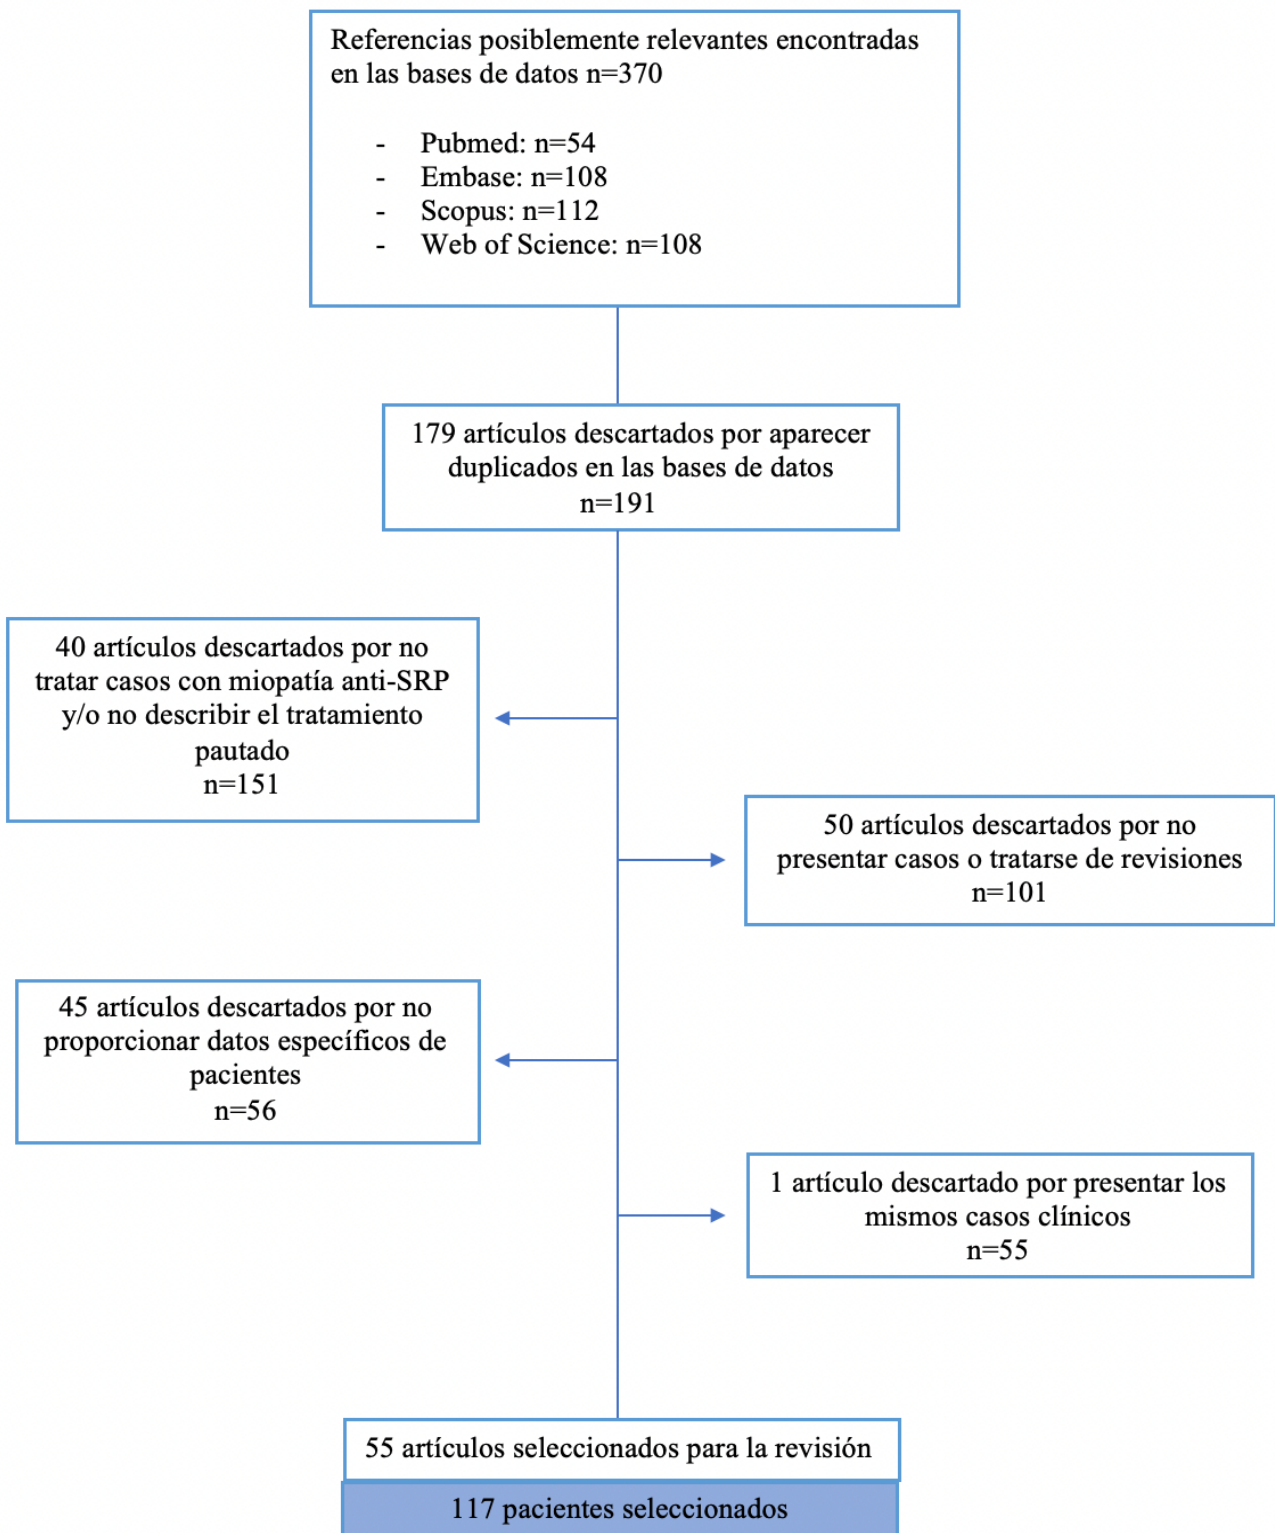 Referencias posiblemente relevantes encontradas
en las bases de datos n=370
- Pubmed: n=54
- Embase: n=108
- Scopus: n=112
- Web of Science: n=108
179 artículos descartados por aparecer
duplicados en las bases de datos
n=191
40 artículos descartados por no
tratar casos con miopatía anti-SRP
y/o no describir el tratamiento
pautado
n=151
50 artículos descartados por no
presentar casos o tratarse de revisiones
n=101
45 artículos descartados por no
proporcionar datos específicos de
pacientes
n=56
1 artículo descartado por presentar los
mismos casos clínicos
n=55
55 artículos seleccionados para la revisión
117 pacientes seleccionados